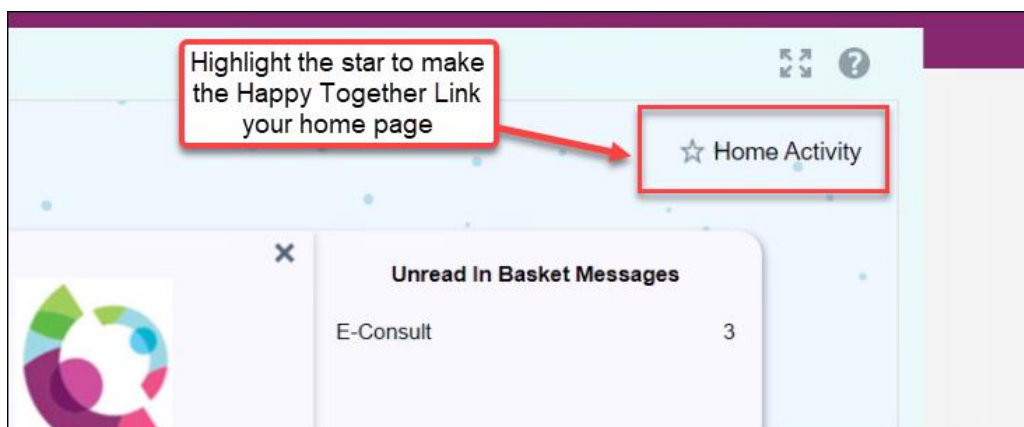 Highlight the star to make
the Happy Together Link
your home page
?
☆ Home Activity
Unread In Basket Messages
E-Consult 3